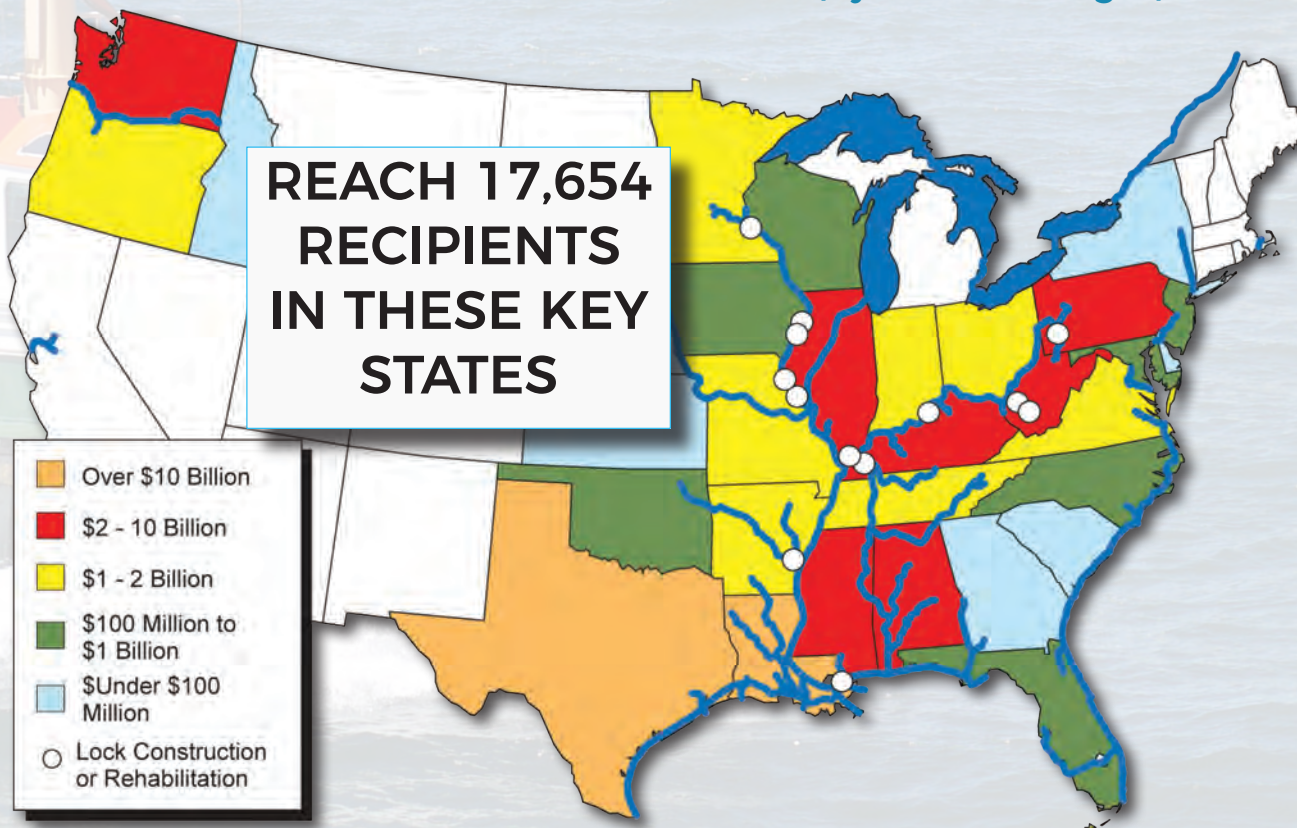 REACH 17,654
RECIPIENTS
IN THESE KEY
STATES
Over $10 Billion
$2 - 10 Billion
$1 - 2 Billion
$100 Million to
$1 Billion
$Under $100
Million
Lock Construction
or Rehabilitation